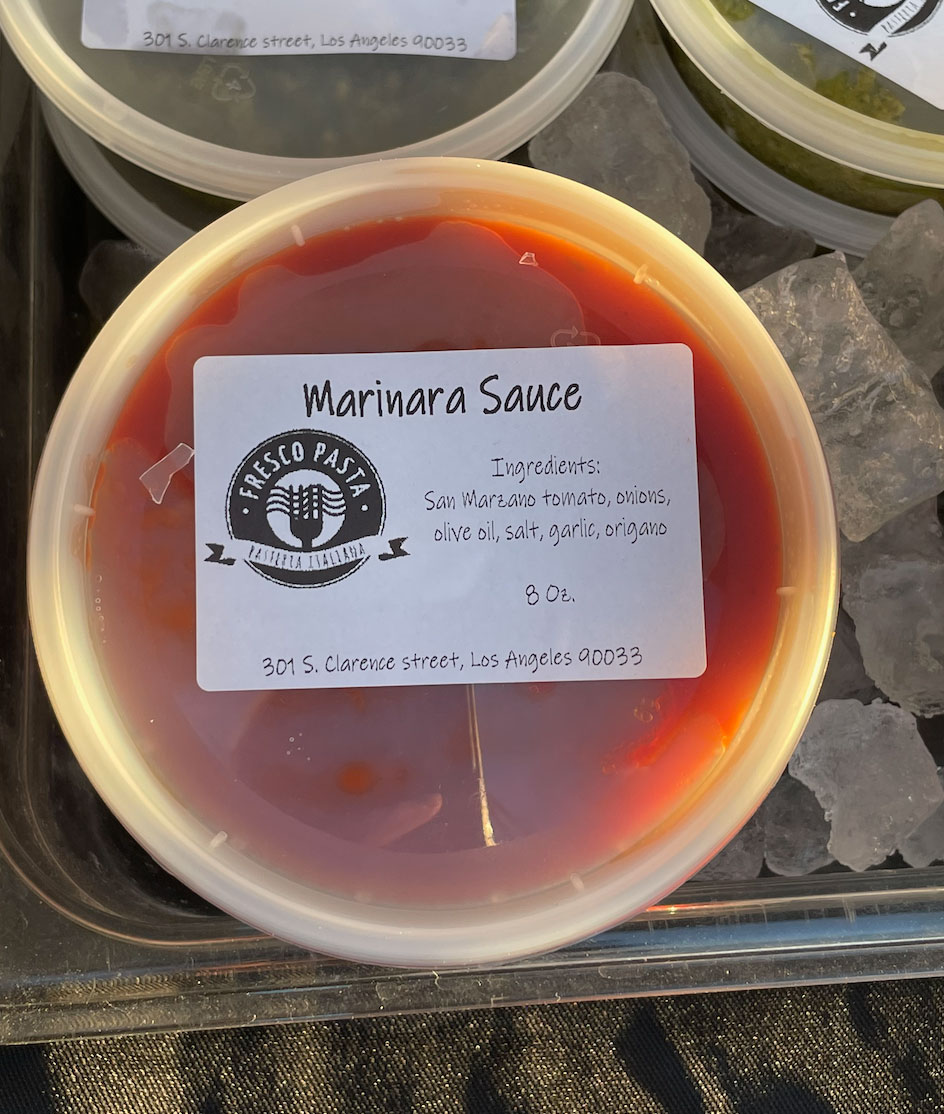 301 S. Clarence street, Los Angeles 90033
Marinara Sauce
FRESCO PASTA
PASTERIA ITALIANA
Ingredients:
San Marzano tomato, onions,
olive oil, salt, garlic, origano
8 Oz.
301 S. Clarence street, Los Angeles 90033